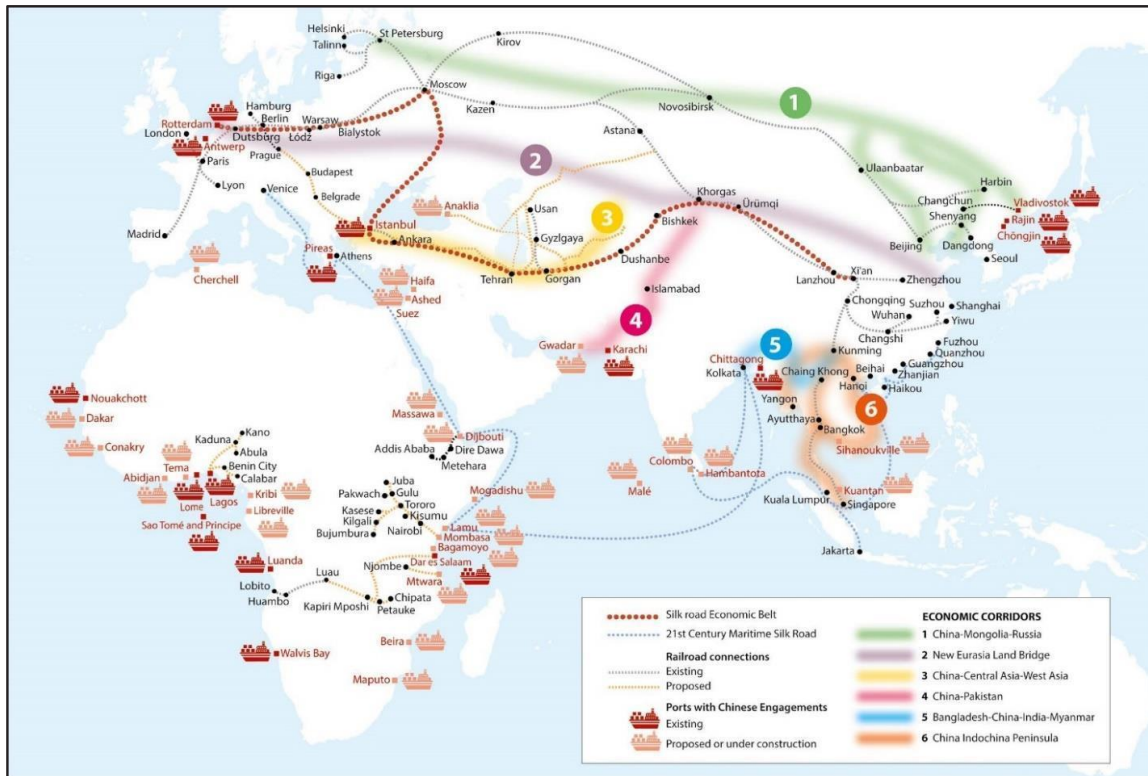 Helsinki
St Petersburg
Talinn
Kirov
Riga
Moscow
Kazen
Novosibirsk
1
Hamburg
Berlin
Rotterdam
London
Dutsburg
Warsaw
Łódź
Bialystok
Antwerp
Prague
Paris
Astana
2
Ulaanbaatar
Budapest
Lyon
Venice
Belgrade
Khorgas
Ürümqi
Harbin
Changchun
Vladivostok
Shenyang
Rajin
Chŏngjin
Anaklia
Usan
3
Bishkek
Istanbul
Madrid
Ankara
Gyzlgaya
Beijing
Dangdong
Seoul
Pireas
Athens
Dushanbe
Cherchell
Tehran
Gorgan
Lanzhou
Xi'an
Zhengzhou
Haifa
Ashed
Suez
Islamabad
Chongqing
Suzhou
Shanghai
Wuhan
Yiwu
4
5
Changshi
Gwadar
Karachi
Kunming
Fuzhou
Quanzhou
Chittagong
Kolkata
Chaing Khong
Beihai
Guangzhou
Zhanjian
Hanoi
Haikou
Nouakchott
Yangon
6
Dakar
Massawa
Ayutthaya
Bangkok
Conakry
Kano
Kaduna
Abula
Djibouti
Addis Ababa
Dire Dawa
Metehara
Sihanoukville
Tema
Benin City
Calabar
Colombo
Hambantota
Abidjan
Kribi
Juba
Malé
Kuantan
Lome
Lagos
Libreville
Pakwach
Gulu
Mogadishu
Kuala Lumpur
Singapore
Sao Tomé and Principe
Kasese
Tororo
Kisumu
Kilgali
Nairobi
Lamu
Bujumbura
Mombasa
Jakarta
Bagamoyo
Luanda
Luau
Njombe
Dar es Salaam
Lobito
Mtwara
Huambo
Kapiri Mposhi
Chipata
Petauke
Beira
Walvis Bay
Maputo
Silk road Economic Belt
21st Century Maritime Silk Road
Railroad connections
Existing
Proposed
Ports with Chinese Engagements
Existing
Proposed or under construction
ECONOMIC CORRIDORS
1 China-Mongolia-Russia
2 New Eurasia Land Bridge
3 China-Central Asia-West Asia
4 China-Pakistan
5 Bangladesh-China-India-Myanmar
6 China Indochina Peninsula